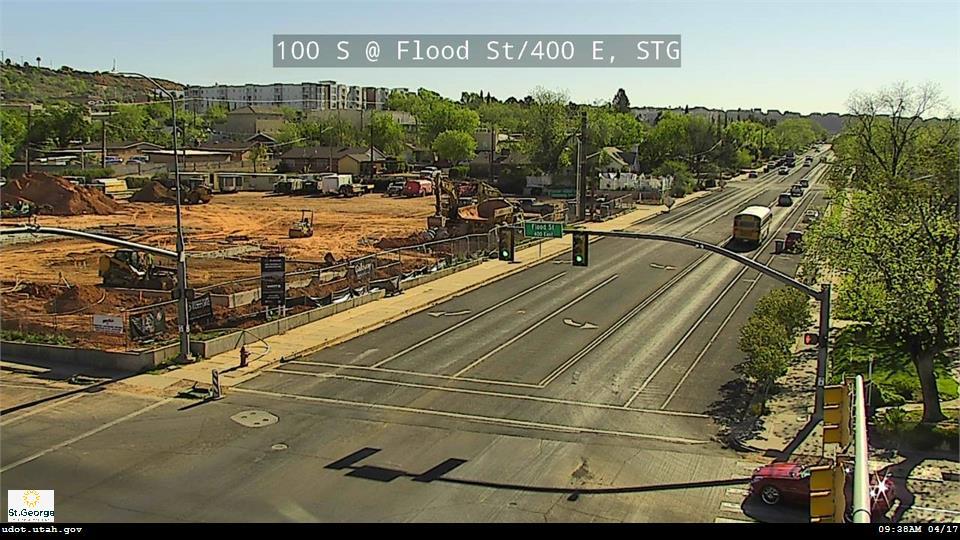 100 S @ Flood St/400 E, STG
Flood St
400 East
St.George
udot.utah.gov
09:38AM 04/17